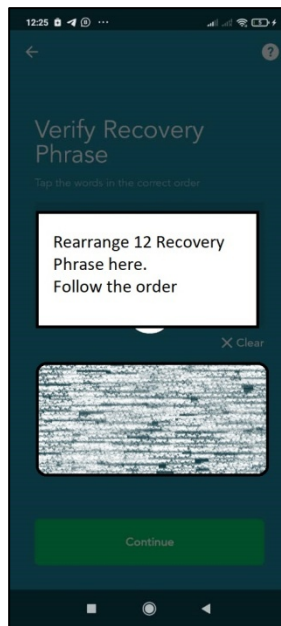 12:25
Verify Recovery
Phrase
Tap the words in the correct order
Rearrange 12 Recovery
Phrase here.
Follow the order
Clear
Continue